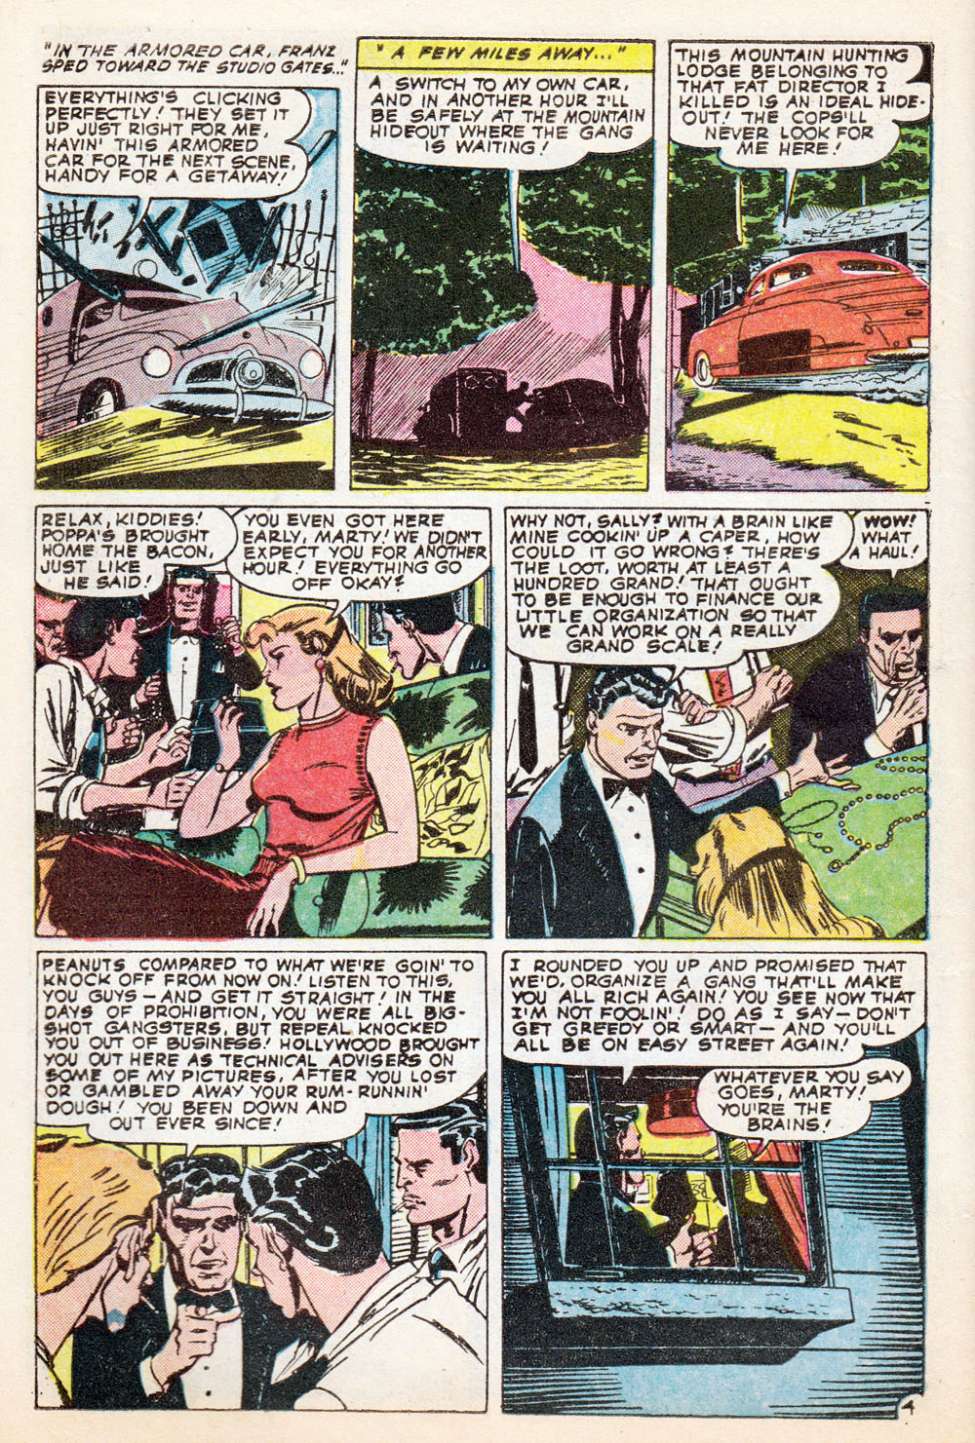 "IN THE ARMORED CAR, FRANZ
SPED TOWARD THE STUDIO GATES..."
EVERYTHING'S CLICKING
PERFECTLY! THEY SET IT
UP JUST RIGHT FOR ME,
HAVIN' THIS ARMORED
CAR FOR THE NEXT SCENE,
HANDY FOR A GETAWAY!
"A FEW MILES AWAY..."
A SWITCH TO MY OWN CAR,
AND IN ANOTHER HOUR I'LL
BE SAFELY AT THE MOUNTAIN
HIDEOUT WHERE THE GANG
IS WAITING!
THIS MOUNTAIN HUNTING
LODGE BELONGING TO
THAT FAT DIRECTOR I
KILLED IS AN IDEAL HIDE-
OUT! THE COPS'LL
NEVER LOOK FOR
ME HERE!
RELAX, KIDDIES!
POPPA'S BROUGHT
HOME THE BACON,
JUST LIKE
HE SAID!
YOU EVEN GOT HERE
EARLY, MARTY! WE DIDN'T
EXPECT YOU FOR ANOTHER
HOUR! EVERYTHING GO
OFF OKAY?
WHY NOT, SALLY? WITH A BRAIN LIKE
MINE COOKIN' UP A CAPER, HOW
COULD IT GO WRONG? THERE'S
THE LOOT, WORTH AT LEAST A
HUNDRED GRAND! THAT OUGHT
TO BE ENOUGH TO FINANCE OUR
LITTLE ORGANIZATION SO THAT
WE CAN WORK ON A REALLY
GRAND SCALE!
WOW!
WHAT
A HAUL!
PEANUTS COMPARED TO WHAT WE'RE GOIN' TO
KNOCK OFF FROM NOW ON! LISTEN TO THIS,
YOU GUYS — AND GET IT STRAIGHT! IN THE
DAYS OF PROHIBITION, YOU WERE ALL BIG-
SHOT GANGSTERS, BUT REPEAL KNOCKED
YOU OUT OF BUSINESS! HOLLYWOOD BROUGHT
YOU OUT HERE AS TECHNICAL ADVISERS ON
SOME OF MY PICTURES, AFTER YOU LOST
OR GAMBLED AWAY YOUR RUM-RUNNIN'
DOUGH! YOU BEEN DOWN AND
OUT EVER SINCE!
I ROUNDED YOU UP AND PROMISED THAT
WE'D, ORGANIZE A GANG THAT'LL MAKE
YOU ALL RICH AGAIN! YOU SEE NOW THAT
I'M NOT FOOLIN'! DO AS I SAY — DON'T
GET GREEDY OR SMART — AND YOU'LL
ALL BE ON EASY STREET AGAIN!
WHATEVER YOU SAY
GOES, MARTY!
YOU'RE THE
BRAINS!
4